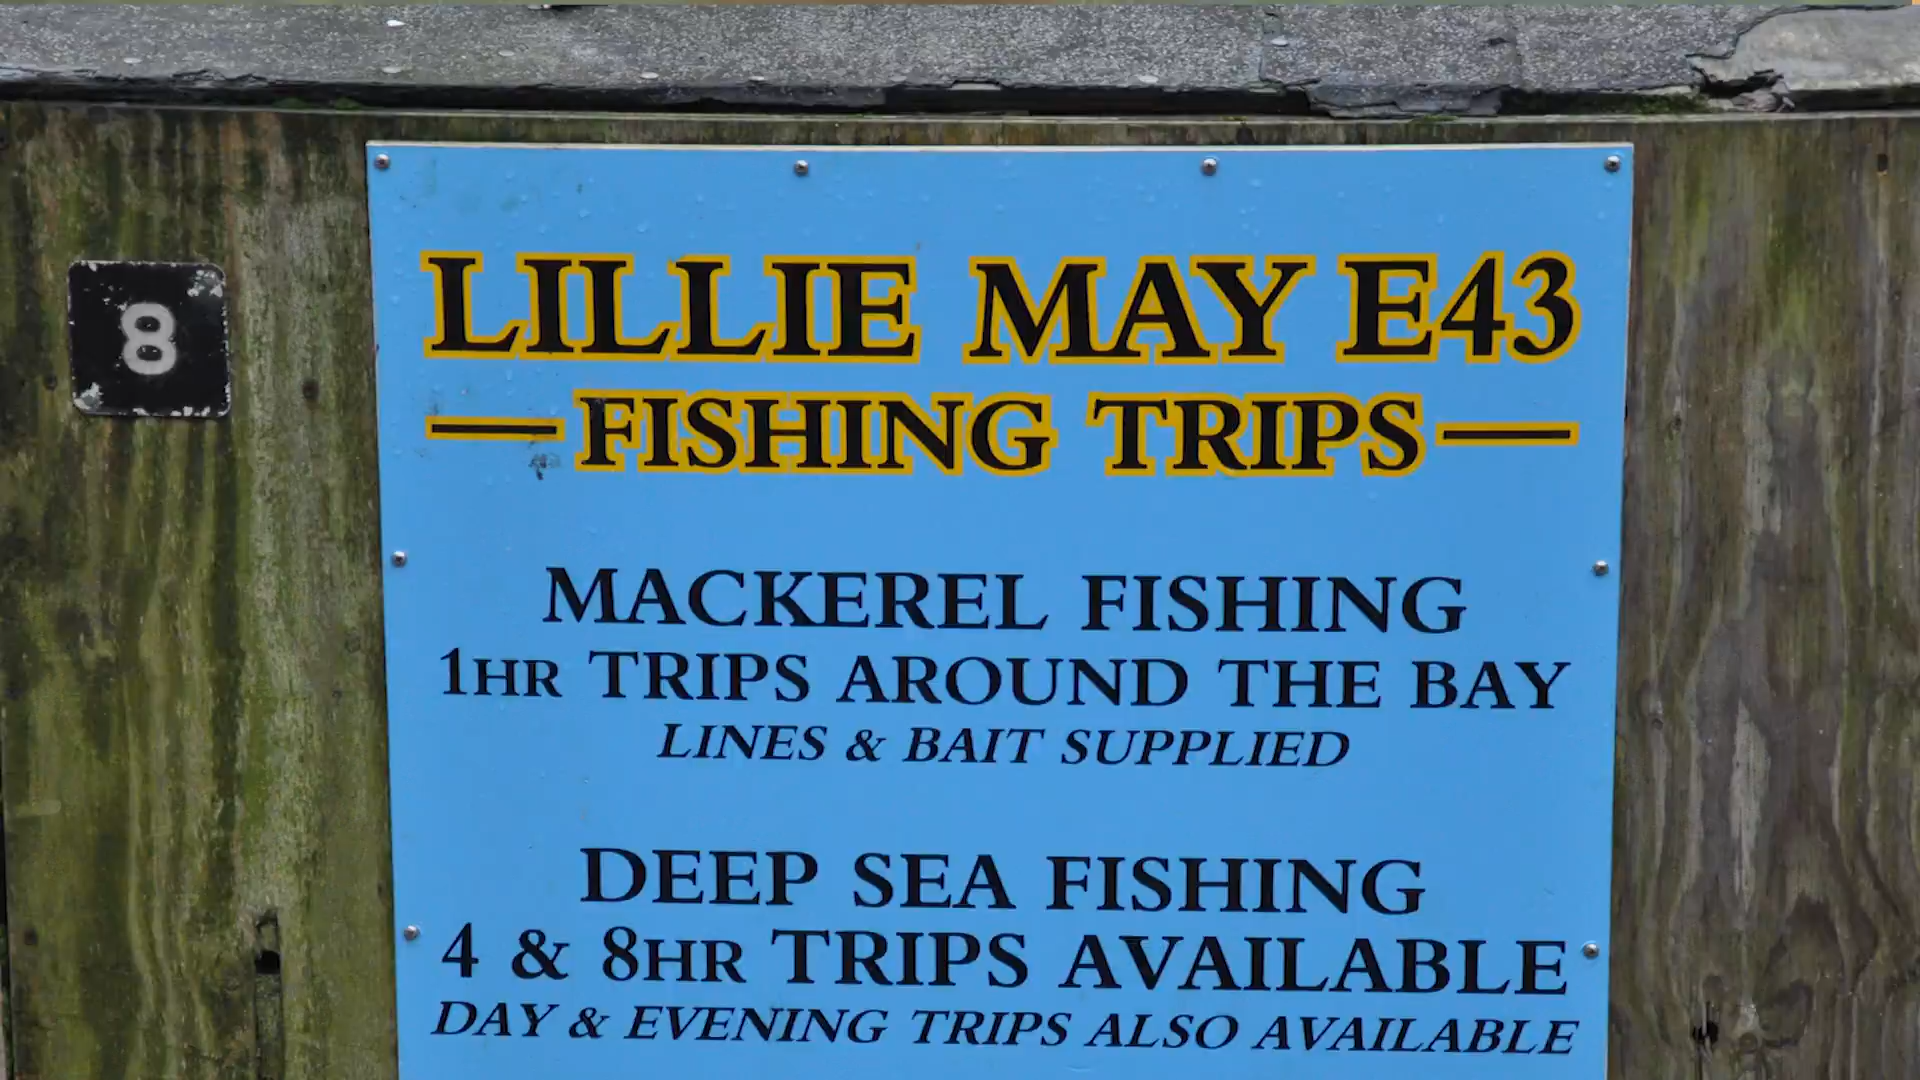 8
LILLIE MAY E43
— FISHING TRIPS —
MACKEREL FISHING
1HR TRIPS AROUND THE BAY
LINES & BAIT SUPPLIED
DEEP SEA FISHING
4 & 8HR TRIPS AVAILABLE
DAY & EVENING TRIPS ALSO AVAILABLE